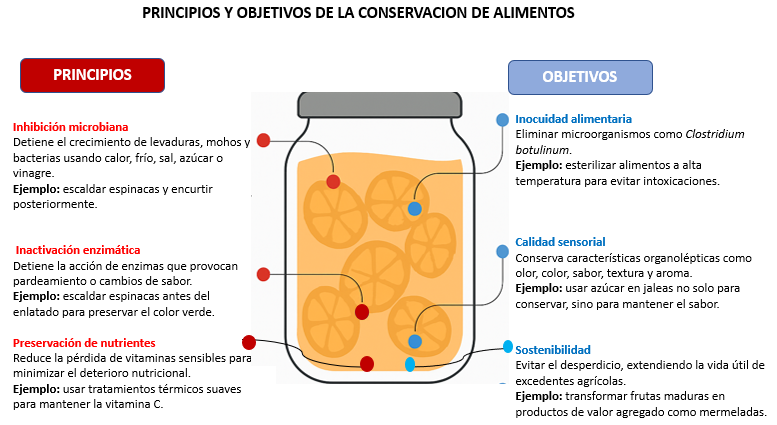 PRINCIPIOS Y OBJETIVOS DE LA CONSERVACION DE ALIMENTOS
PRINCIPIOS
Inhibición microbiana
Detiene el crecimiento de levaduras, mohos y
bacterias usando calor, frío, sal, azúcar o
vinagre.
Ejemplo: escaldar espinacas y encurtir
posteriormente.
Inactivación enzimática
Detiene la acción de enzimas que provocan
pardeamiento o cambios de sabor.
Ejemplo: escaldar espinacas antes del
enlatado para preservar el color verde.
Preservación de nutrientes
Reduce la pérdida de vitaminas sensibles para
minimizar el deterioro nutricional.
Ejemplo: usar tratamientos térmicos suaves
para mantener la vitamina C.
OBJETIVOS
Inocuidad alimentaria
Eliminar microorganismos como Clostridium
botulinum.
Ejemplo: esterilizar alimentos a alta
temperatura para evitar intoxicaciones.
Calidad sensorial
Conserva características organolépticas como
olor, color, sabor, textura y aroma.
Ejemplo: usar azúcar en jaleas no solo para
conservar, sino para mantener el sabor.
Sostenibilidad
Evitar el desperdicio, extendiendo la vida útil de
excedentes agrícolas.
Ejemplo: transformar frutas maduras en
productos de valor agregado como mermeladas.